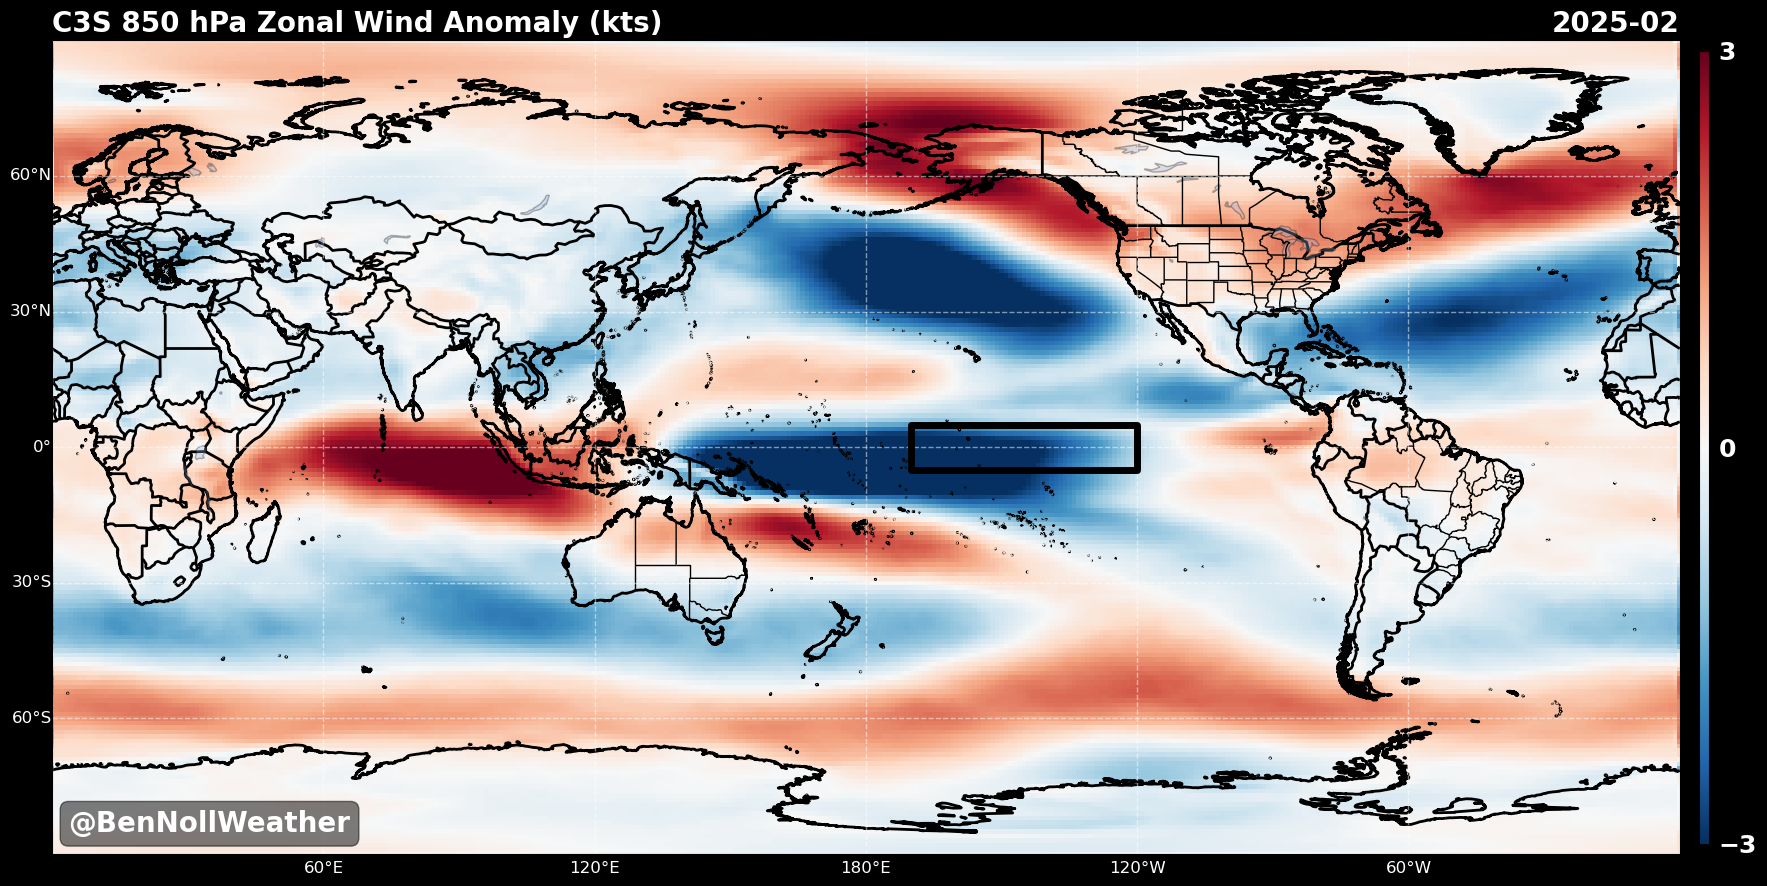 C3S 850 hPa Zonal Wind Anomaly (kts)
2025-02
3
0
−3
60°N
30°N
0°
30°S
60°S
60°E
120°E
180°E
120°W
60°W
@BenNollWeather